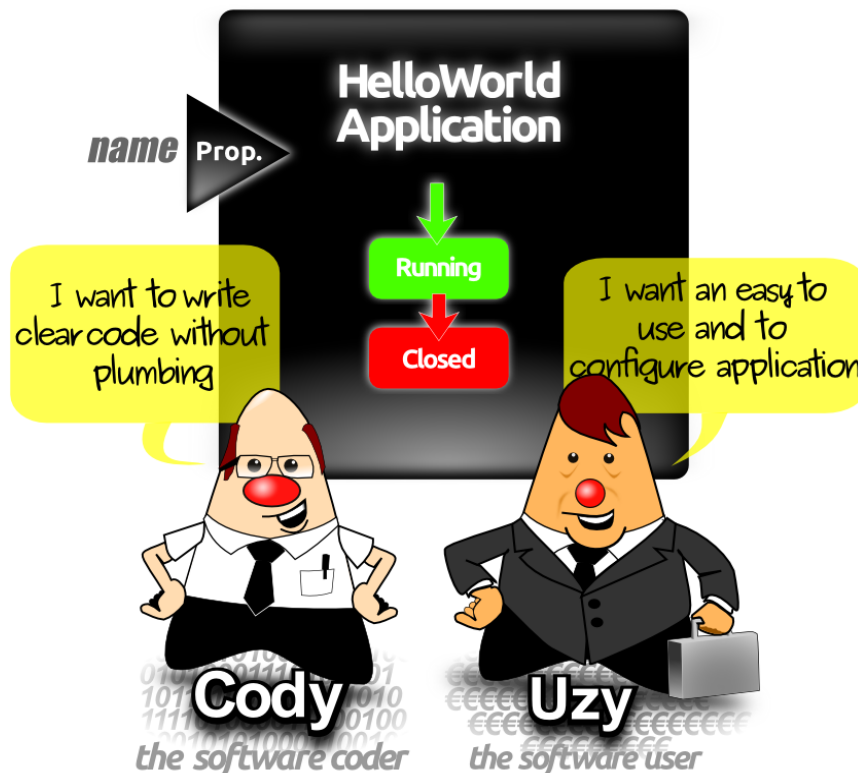 HelloWorld
Application
name
Prop.
Running
Closed
I want to write
clear code without
plumbing
I want an easy to
use and to
configure application
Cody
the software coder
Uzy
the software user